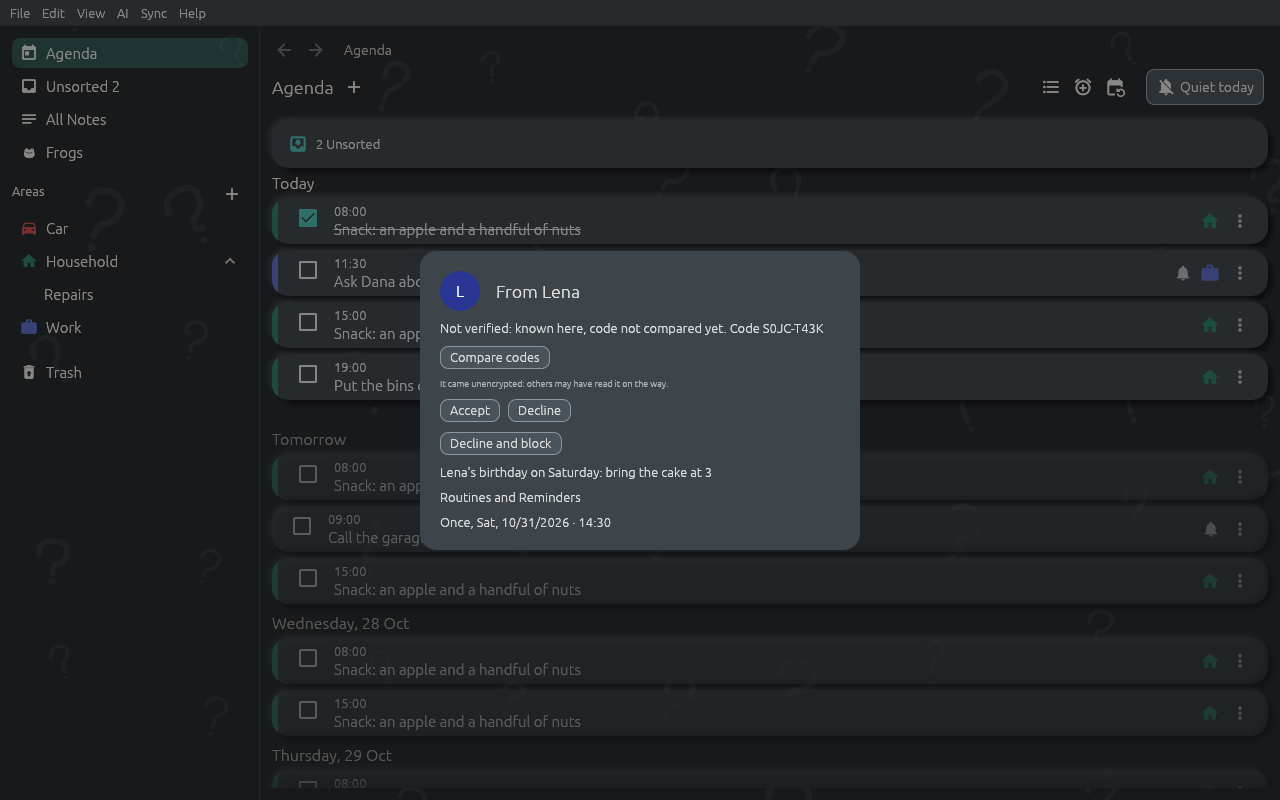 File Edit View AI Sync Help
Agenda
Unsorted 2
All Notes
Frogs
Areas
Car
Household
Repairs
Work
Trash
Agenda
Agenda
Quiet today
2 Unsorted
Today
08:00
Snack: an apple and a handful of nuts
11:30
Ask Dana
15:00
Snack: an
19:00
Put the bins
From Lena
Not verified: known here, code not compared yet. Code S0JC-T43K
Compare codes
It came unencrypted: others may have read it on the way.
Accept Decline
Decline and block
Lena's birthday on Saturday: bring the cake at 3
Routines and Reminders
Once, Sat, 10/31/2026 · 14:30
Tomorrow
08:00
Snack: an
09:00
Call the
15:00
Snack: an apple and a handful of nuts
Wednesday, 28 Oct
08:00
Snack: an apple and a handful of nuts
15:00
Snack: an apple and a handful of nuts
Thursday, 29 Oct
08:00